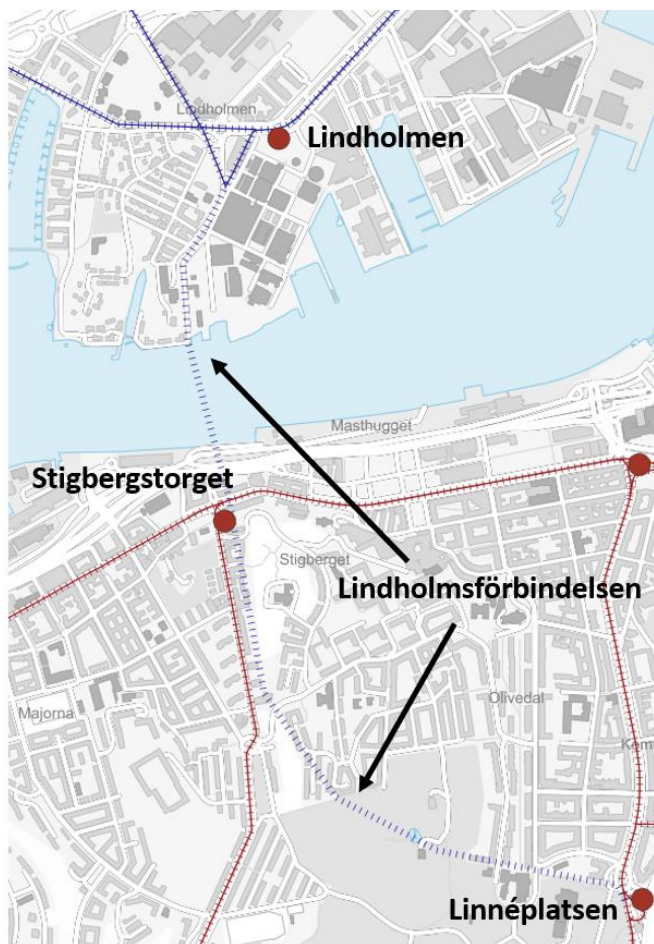 Lindholmen
Lindholmen
Masthugget
Stigbergstorget
Stigberget
Lindholmsförbindelsen
Olivedal
Majorna
Linnéplatsen